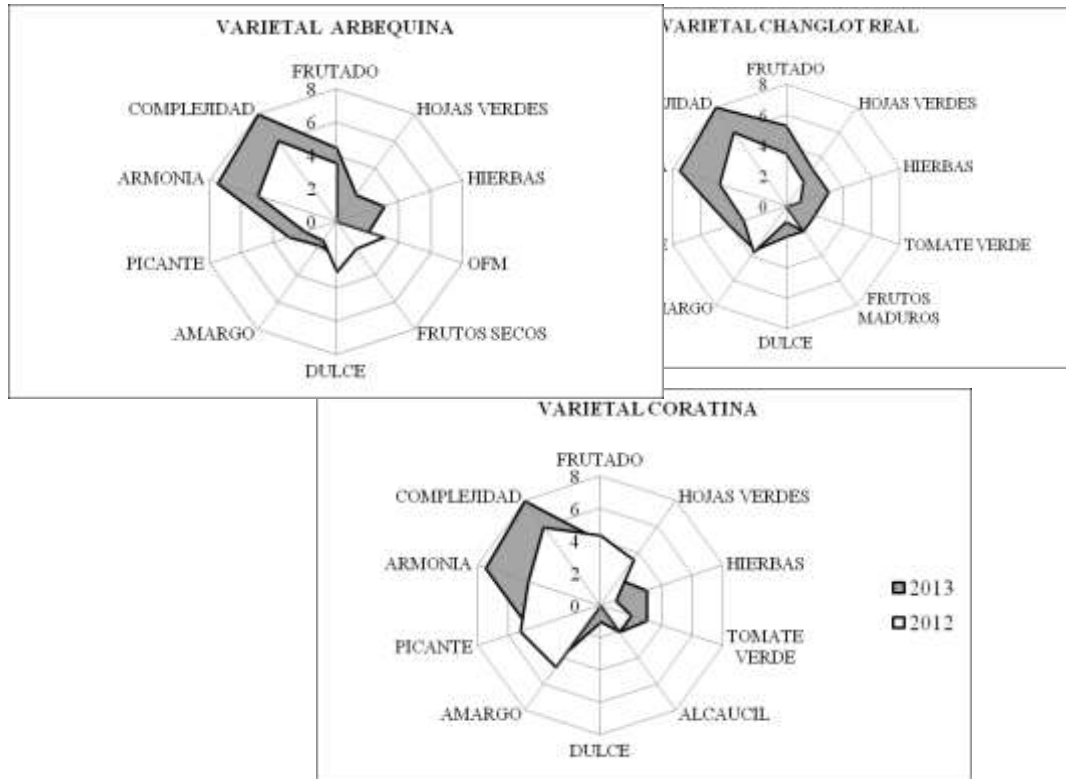 VARIETAL ARBEQUINA
FRUTADO
8
COMPLEJIDAD
HOJAS VERDES
6
4
ARMONIA
HIERBAS
2
0
PICANTE
OFM
AMARGO
FRUTOS SECOS
DULCE
VARIETAL CHANGLOT REAL
FRUTADO
8
HOJAS VERDES
6
4
HIERBAS
2
0
TOMATE VERDE
FRUTOS
MADUROS
DULCE
VARIETAL CORATINA
FRUTADO
8
COMPLEJIDAD
HOJAS VERDES
6
4
ARMONIA
HIERBAS
2
0
PICANTE
TOMATE
VERDE
AMARGO
ALCAUCIL
DULCE
2013
2012